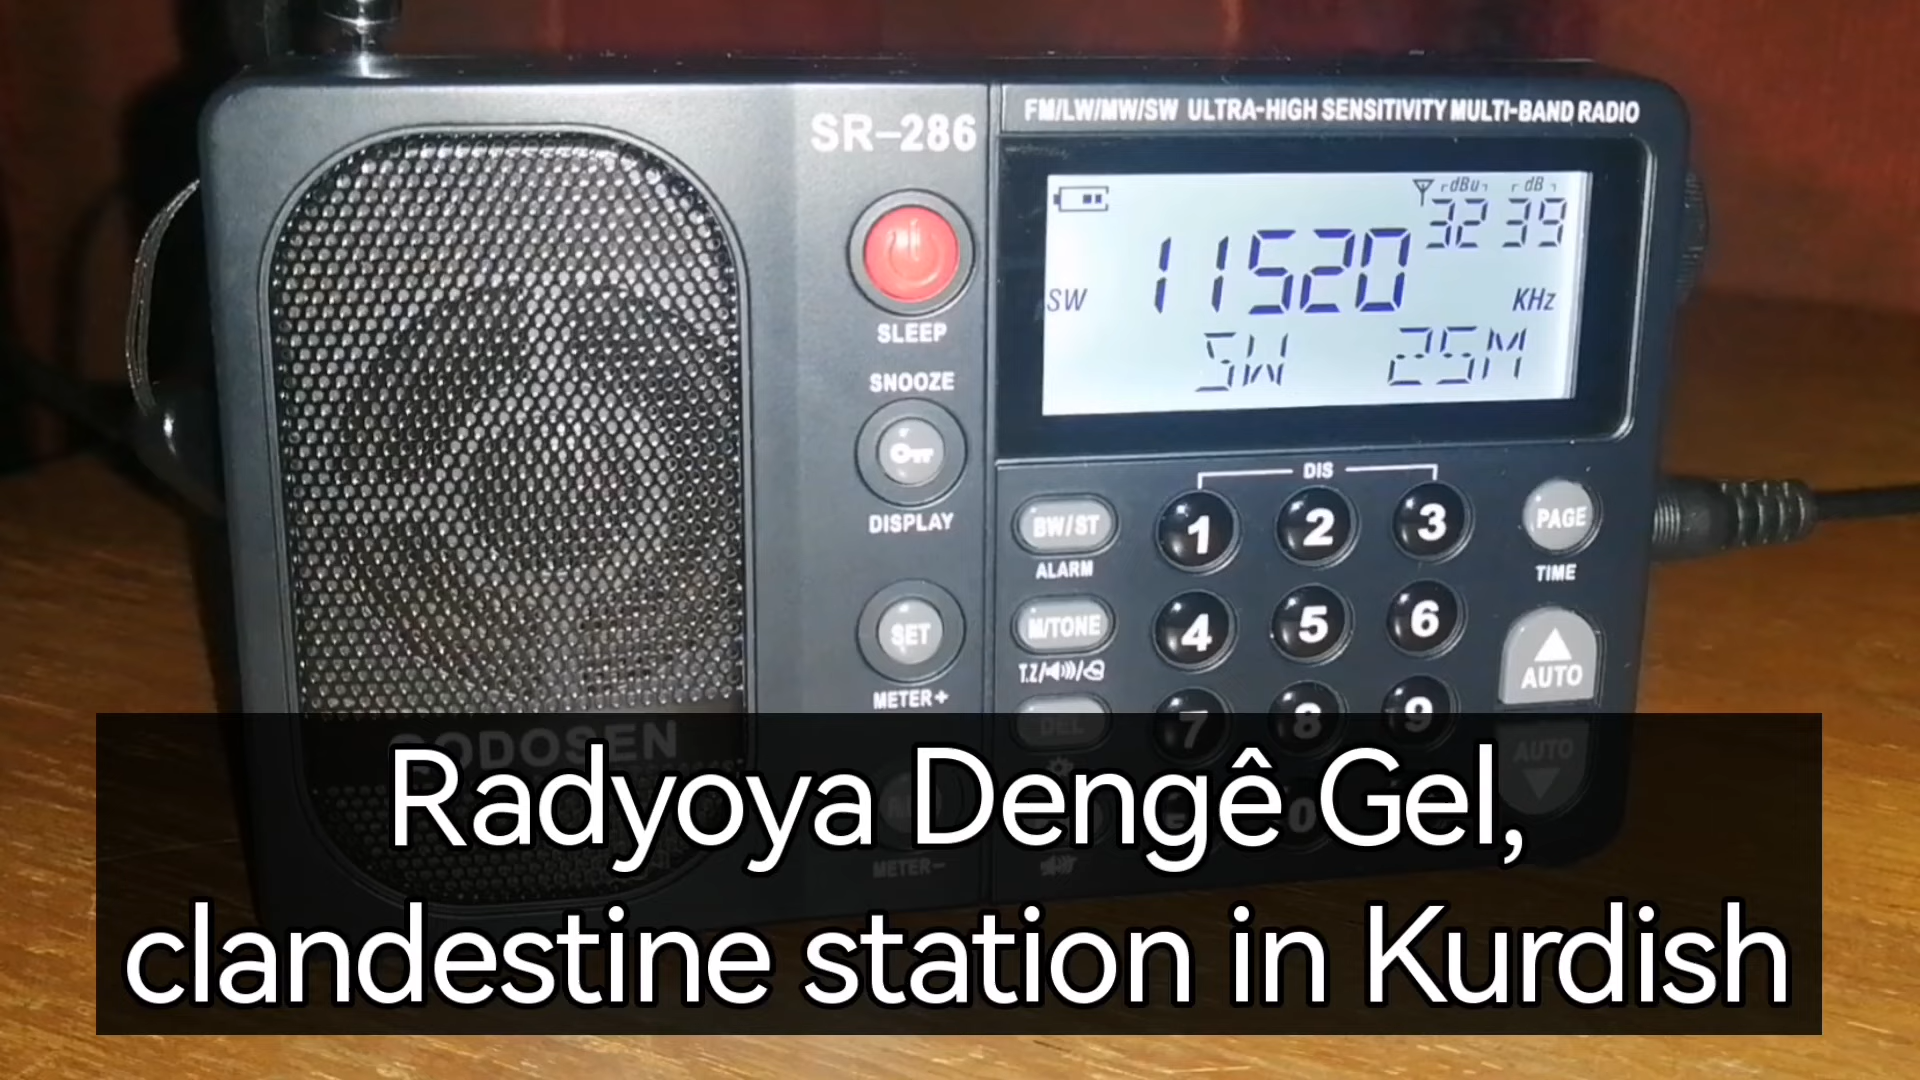 SR-286
FM/LW/MW/SW ULTRA-HIGH SENSITIVITY MULTI-BAND RADIO
dBu dB
32 39
11520
SW KHz
SW 25M
SLEEP
SNOOZE
DISPLAY
SET
METER+
METER-
DIS
BW/ST 1 2 3 PAGE
ALARM TIME
M/TONE 4 5 6 AUTO
T.Z/
DEL 7 8 9 AUTO
0
Radyoya Dengê Gel,
clandestine station in Kurdish